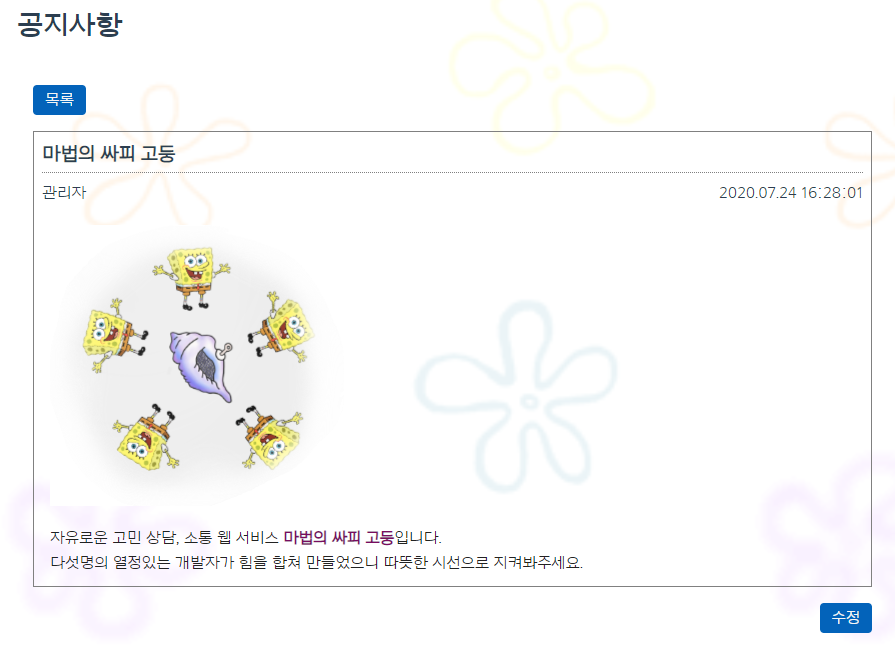 공지사항
목록
마법의 싸피 고둥
관리자
2020.07.24 16:28:01
자유로운 고민 상담, 소통 웹 서비스 마법의 싸피 고둥입니다.
다섯명의 열정있는 개발자가 힘을 합쳐 만들었으니 따뜻한 시선으로 지켜봐주세요.
수정